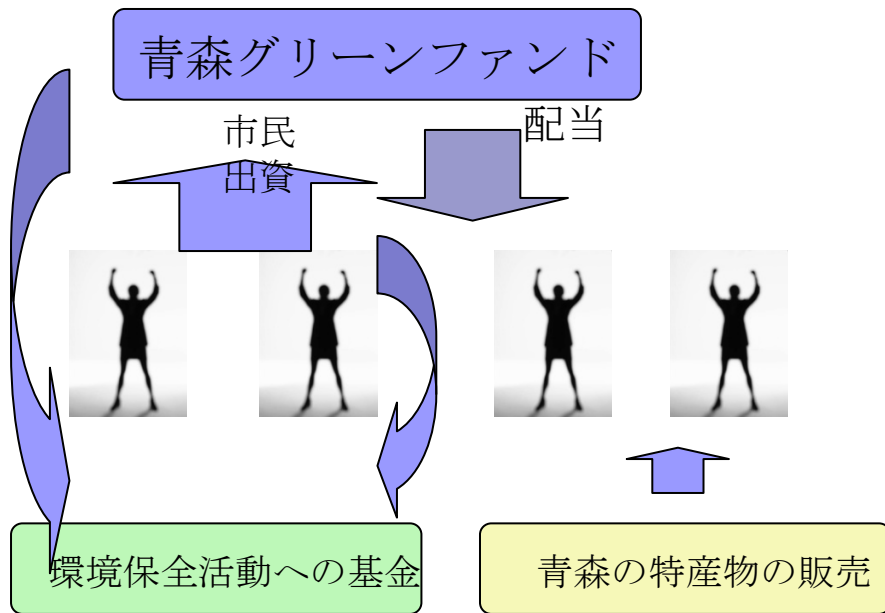 青森グリーンファンド
市民
出資
配当
環境保全活動への基金
青森の特産物の販売